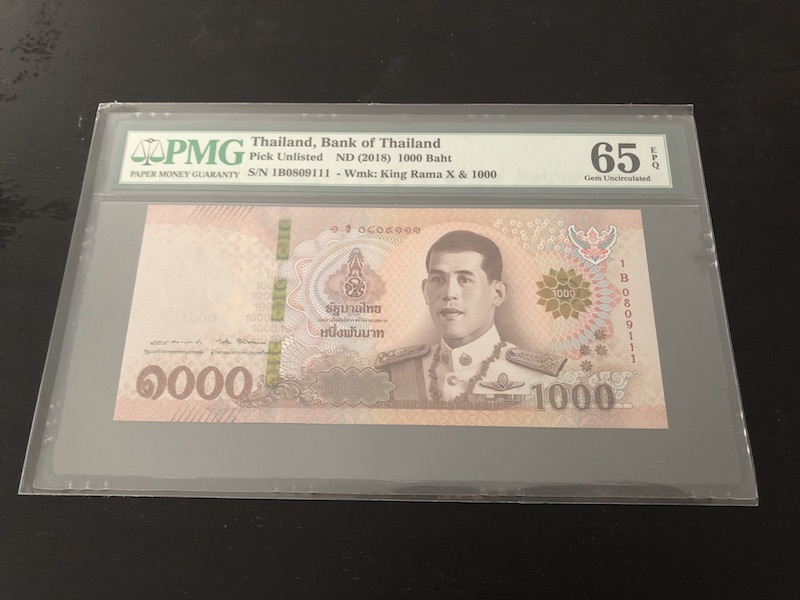 PMG
PAPER MONEY GUARANTY
Thailand, Bank of Thailand
Pick Unlisted ND (2018) 1000 Baht
S/N 1B0809111 - Wmk: King Rama X & 1000
65 EPQ
Gem Uncirculated
1000
1B0809111
รัฐบาลไทย
หนึ่งพันบาท
๑๐๐๐
1000